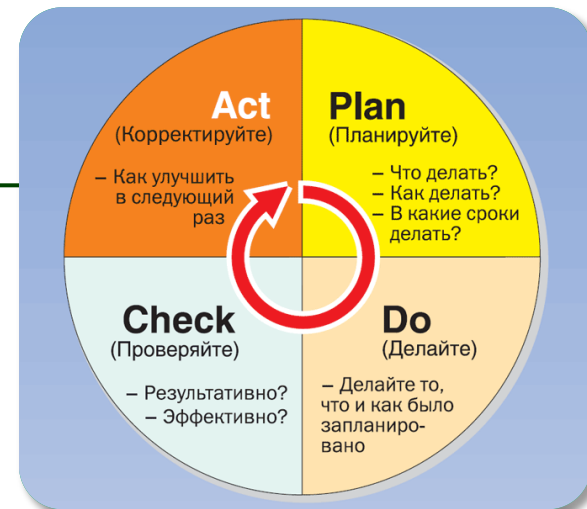 Act
(Корректируйте)
– Как улучшить
в следующий
раз
Plan
(Планируйте)
– Что делать?
– Как делать?
– В какие сроки
делать?
Check
(Проверяйте)
– Результативно?
– Эффективно?
Do
(Делайте)
– Делайте то,
что и как было
запланиро-
вано